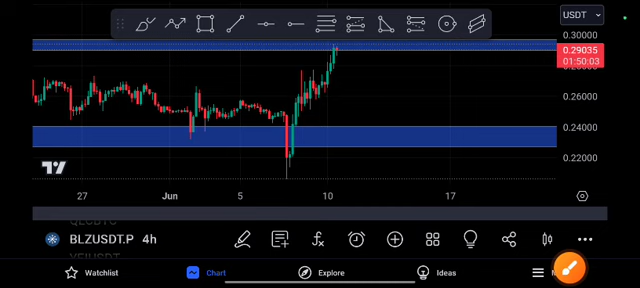 USDT
0.30000
0.29035
01:50:03
0.26000
0.24000
0.22000
27 Jun 5 10 17
BLZUSDT.P 4h
Watchlist Chart Explore Ideas